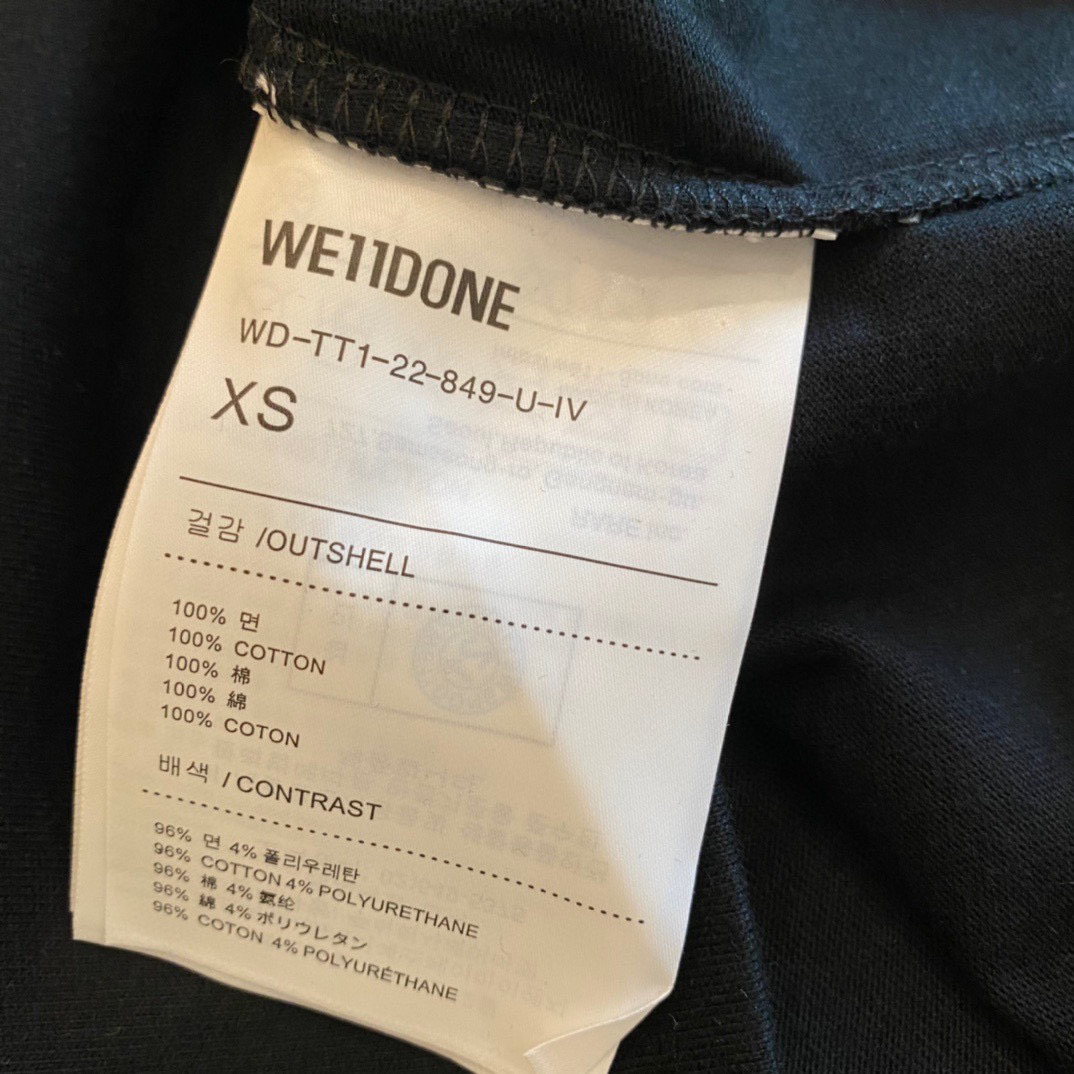 WE11DONE
WD-TT1-22-849-U-IV
XS
걸감 /OUTSHELL
100% 면
100% COTTON
100% 棉
100% 綿
100% COTON
배색 / CONTRAST
96% 면 4% 폴리우레탄
96% COTTON 4% POLYURETHANE
96% 棉 4% 氨纶
96% 綿 4% ポリウレタン
96% COTON 4% POLYURÉTHANE